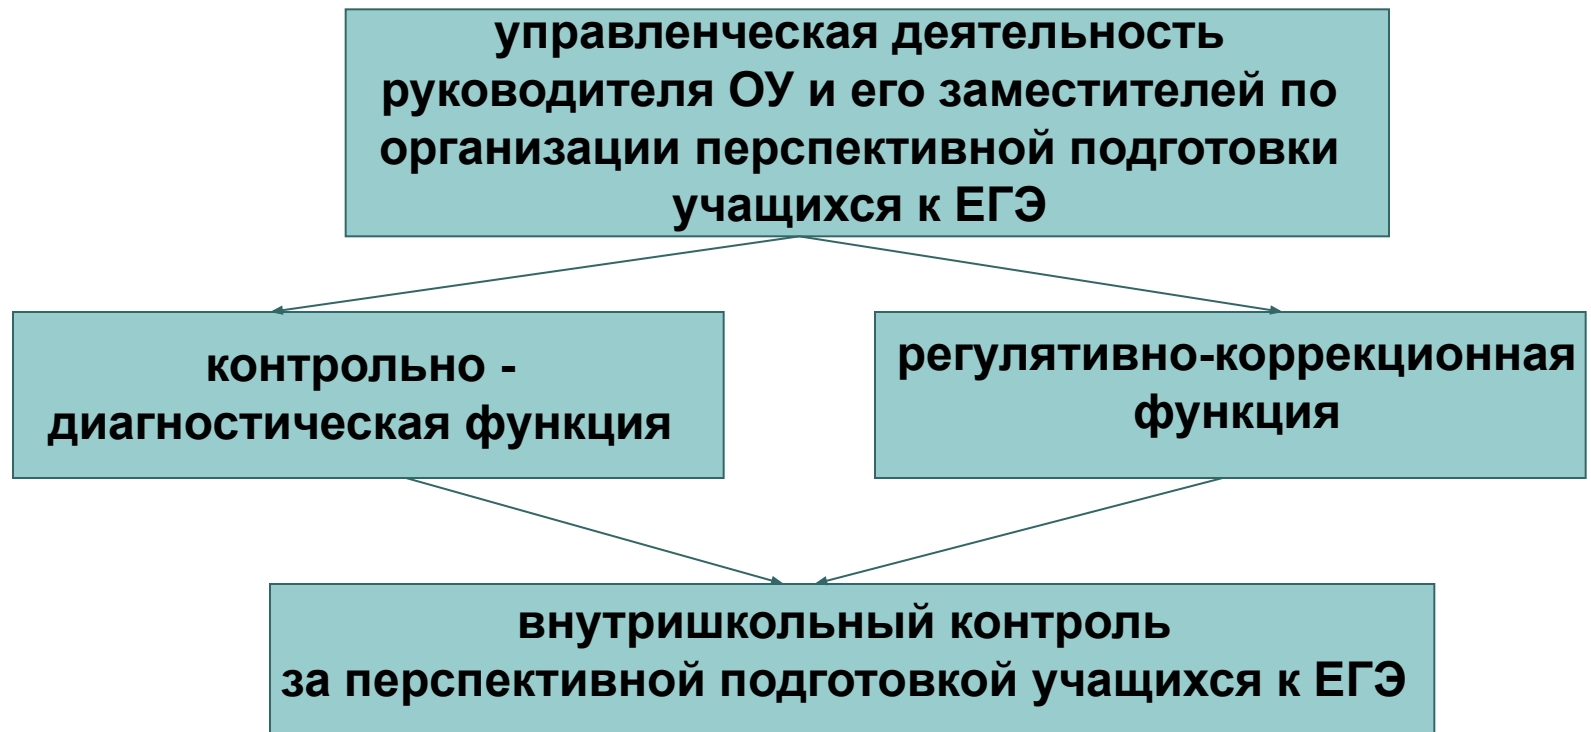 управленческая деятельность
руководителя ОУ и его заместителей по
организации перспективной подготовки
учащихся к ЕГЭ
контрольно -
диагностическая функция
регулятивно-коррекционная
функция
внутришкольный контроль
за перспективной подготовкой учащихся к ЕГЭ